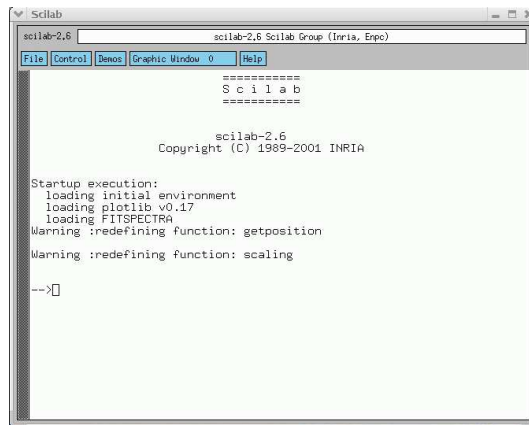 Scilab
scilab-2.6 scilab-2.6 Scilab Group (Inria, Enpc)
File Control Demos Graphic Window 0 Help
===========
S c i l a b
===========
scilab-2.6
Copyright (C) 1989-2001 INRIA
Startup execution:
loading initial environment
loading plotlib v0.17
loading FITSPECTRA
Warning :redefining function: getposition
Warning :redefining function: scaling
-->